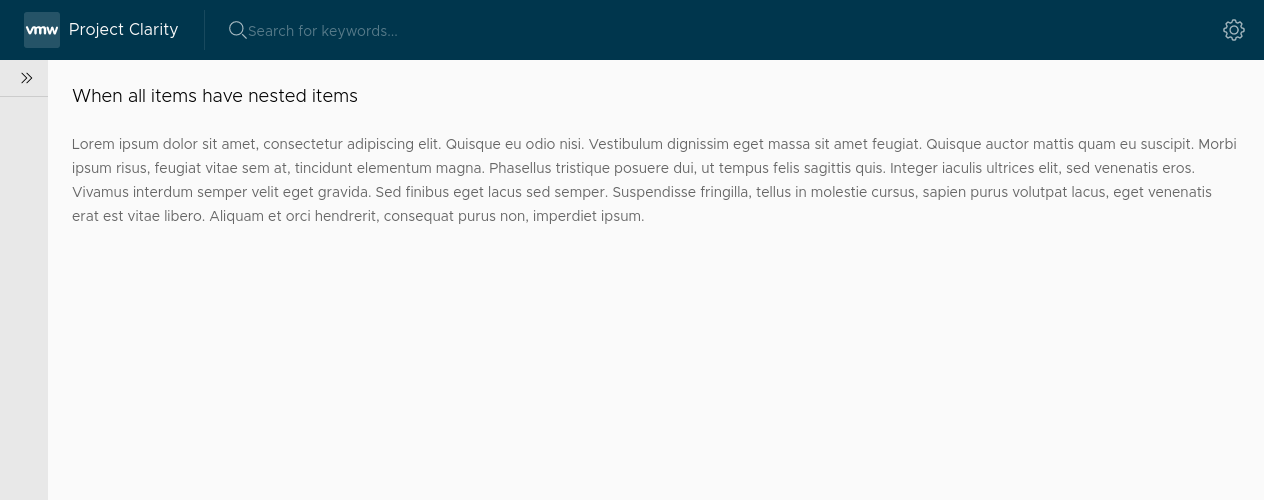 vmw Project Clarity Search for keywords...
When all items have nested items
Lorem ipsum dolor sit amet, consectetur adipiscing elit. Quisque eu odio nisi. Vestibulum dignissim eget massa sit amet feugiat. Quisque auctor mattis quam eu suscipit. Morbi
ipsum risus, feugiat vitae sem at, tincidunt elementum magna. Phasellus tristique posuere dui, ut tempus felis sagittis quis. Integer iaculis ultrices elit, sed venenatis eros.
Vivamus interdum semper velit eget gravida. Sed finibus eget lacus sed semper. Suspendisse fringilla, tellus in molestie cursus, sapien purus volutpat lacus, eget venenatis
erat est vitae libero. Aliquam et orci hendrerit, consequat purus non, imperdiet ipsum.